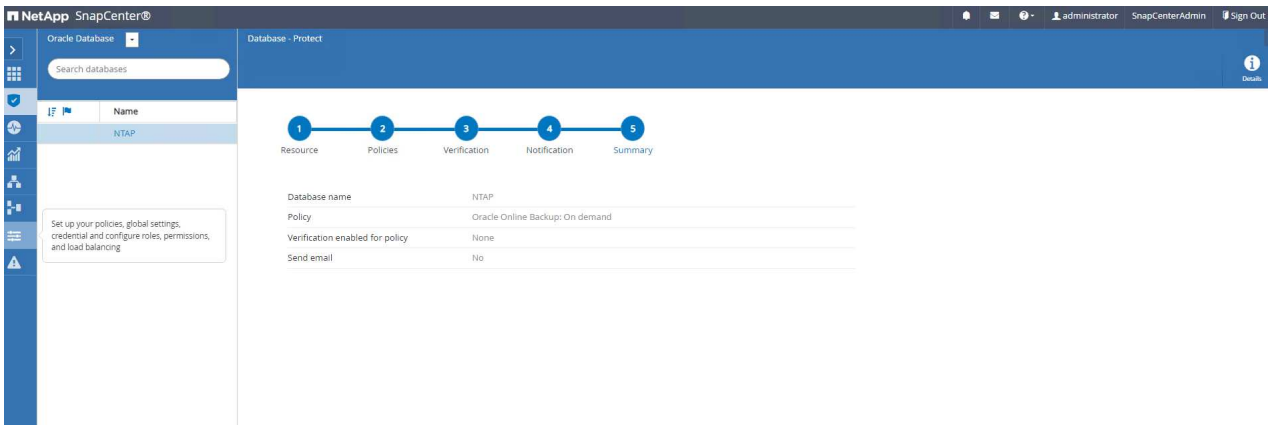 NetApp SnapCenter®
administrator SnapCenterAdmin Sign Out
Oracle Database
Database - Protect
Search databases
Details
Name
NTAP
1 2 3 4 5
Resource Policies Verification Notification Summary
Database name NTAP
Policy Oracle Online Backup: On demand
Verification enabled for policy None
Send email No
Set up your policies, global settings,
credential and configure roles, permissions,
and load balancing